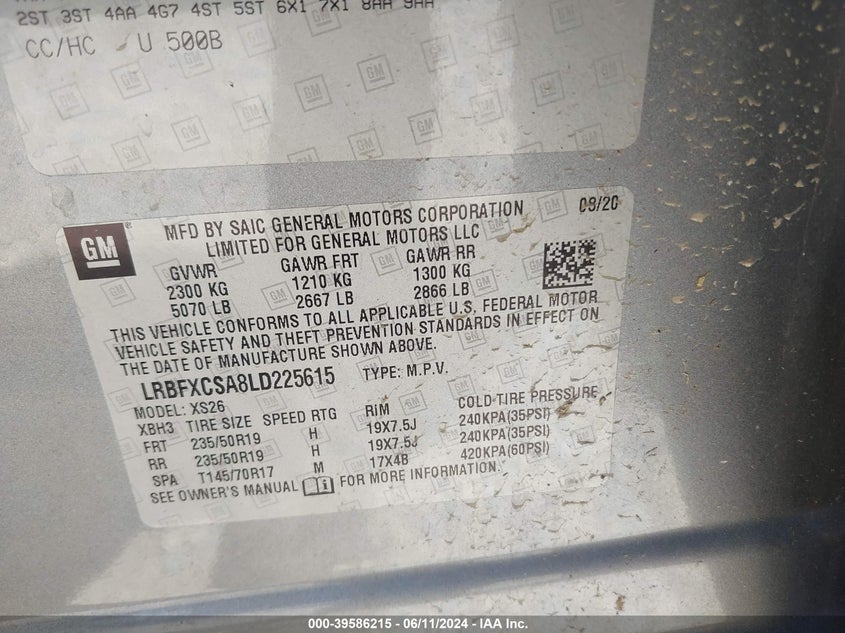 2ST 3ST 4AA 4G7 4ST 5ST 6X1 7X1 8AA 9AA
CC/HC U 500B
GM
MFD BY SAIC GENERAL MOTORS CORPORATION 08/20
LIMITED FOR GENERAL MOTORS LLC
GVWR GAWR FRT GAWR RR
2300 KG 1210 KG 1300 KG
5070 LB 2667 LB 2866 LB
THIS VEHICLE CONFORMS TO ALL APPLICABLE U.S. FEDERAL MOTOR
VEHICLE SAFETY AND THEFT PREVENTION STANDARDS IN EFFECT ON
THE DATE OF MANUFACTURE SHOWN ABOVE.
LRBFXCSA8LD225615 TYPE: M.P.V.
MODEL: XS26
XBH3 TIRE SIZE SPEED RTG RIM COLD TIRE PRESSURE
FRT 235/50R19 H 19X7.5J 240KPA(35PSI)
RR 235/50R19 H 19X7.5J 240KPA(35PSI)
SPA T145/70R17 M 17X4B 420KPA(60PSI)
SEE OWNER'S MANUAL FOR MORE INFORMATION.
000-39586215 - 06/11/2024 - IAA Inc.